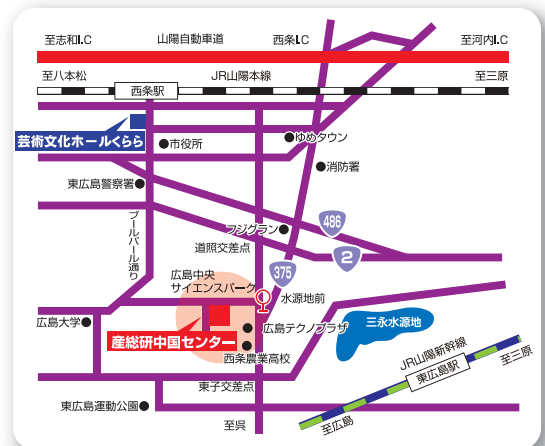 至志和I.C
山陽自動車道
西条I.C
至河内I.C
至八本松
JR山陽本線
至三原
西条駅
芸術文化ホールくらら
市役所
ゆめタウン
消防署
東広島警察署
ブールバール通り
フジグラン
486
2
道照交差点
375
広島中央
サイエンスパーク
水源地前
広島大学
産総研中国センター
広島テクノプラザ
三永水源地
西条農業高校
JR山陽新幹線
東広島駅
至三原
東子交差点
東広島運動公園
至呉
至広島